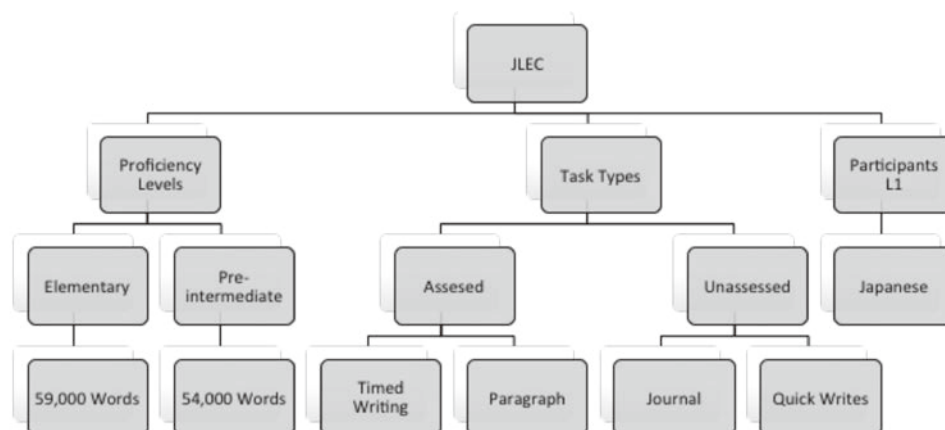 JLEC
Proficiency
Levels
Task Types
Participants
L1
Elementary
Pre-
intermediate
Assesed
Unassessed
Japanese
59,000 Words
54,000 Words
Timed
Writing
Paragraph
Journal
Quick Writes